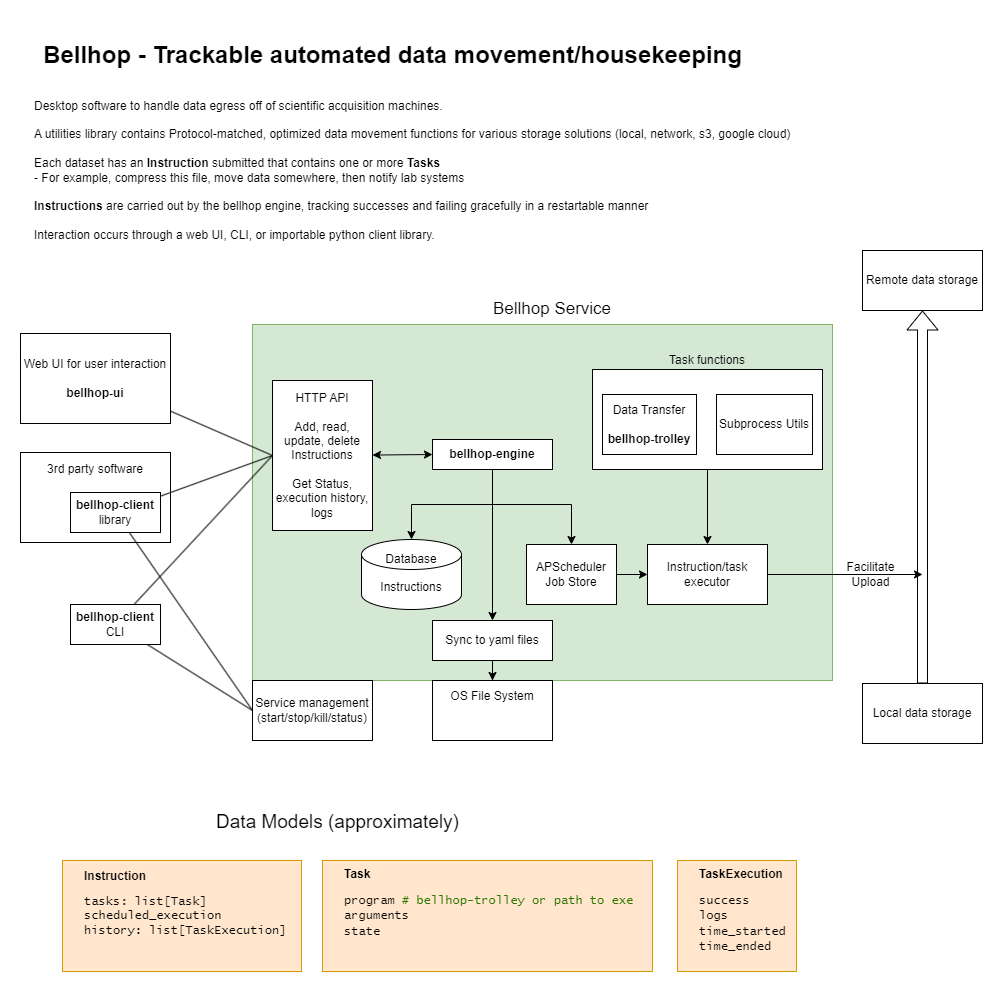 Bellhop - Trackable automated data movement/housekeeping
Desktop software to handle data egress off of scientific acquisition machines.
A utilities library contains Protocol-matched, optimized data movement functions for various storage solutions (local, network, s3, google cloud)
Each dataset has an Instruction submitted that contains one or more Tasks
- For example, compress this file, move data somewhere, then notify lab systems
Instructions are carried out by the bellhop engine, tracking successes and failing gracefully in a restartable manner
Interaction occurs through a web UI, CLI, or importable python client library.
Remote data storage
Bellhop Service
Web UI for user interaction
bellhop-ui
3rd party software
bellhop-client
library
bellhop-client
CLI
HTTP API
Add, read,
update, delete
Instructions
Get Status,
execution history,
logs
bellhop-engine
Task functions
Data Transfer
bellhop-trolley
Subprocess Utils
Database
Instructions
APScheduler
Job Store
Instruction/task
executor
Facilitate
Upload
Sync to yaml files
OS File System
Service management
(start/stop/kill/status)
Local data storage
Data Models (approximately)
Instruction
tasks: list[Task]
scheduled_execution
history: list[TaskExecution]
Task
program # bellhop-trolley or path to exe
arguments
state
TaskExecution
success
logs
time_started
time_ended